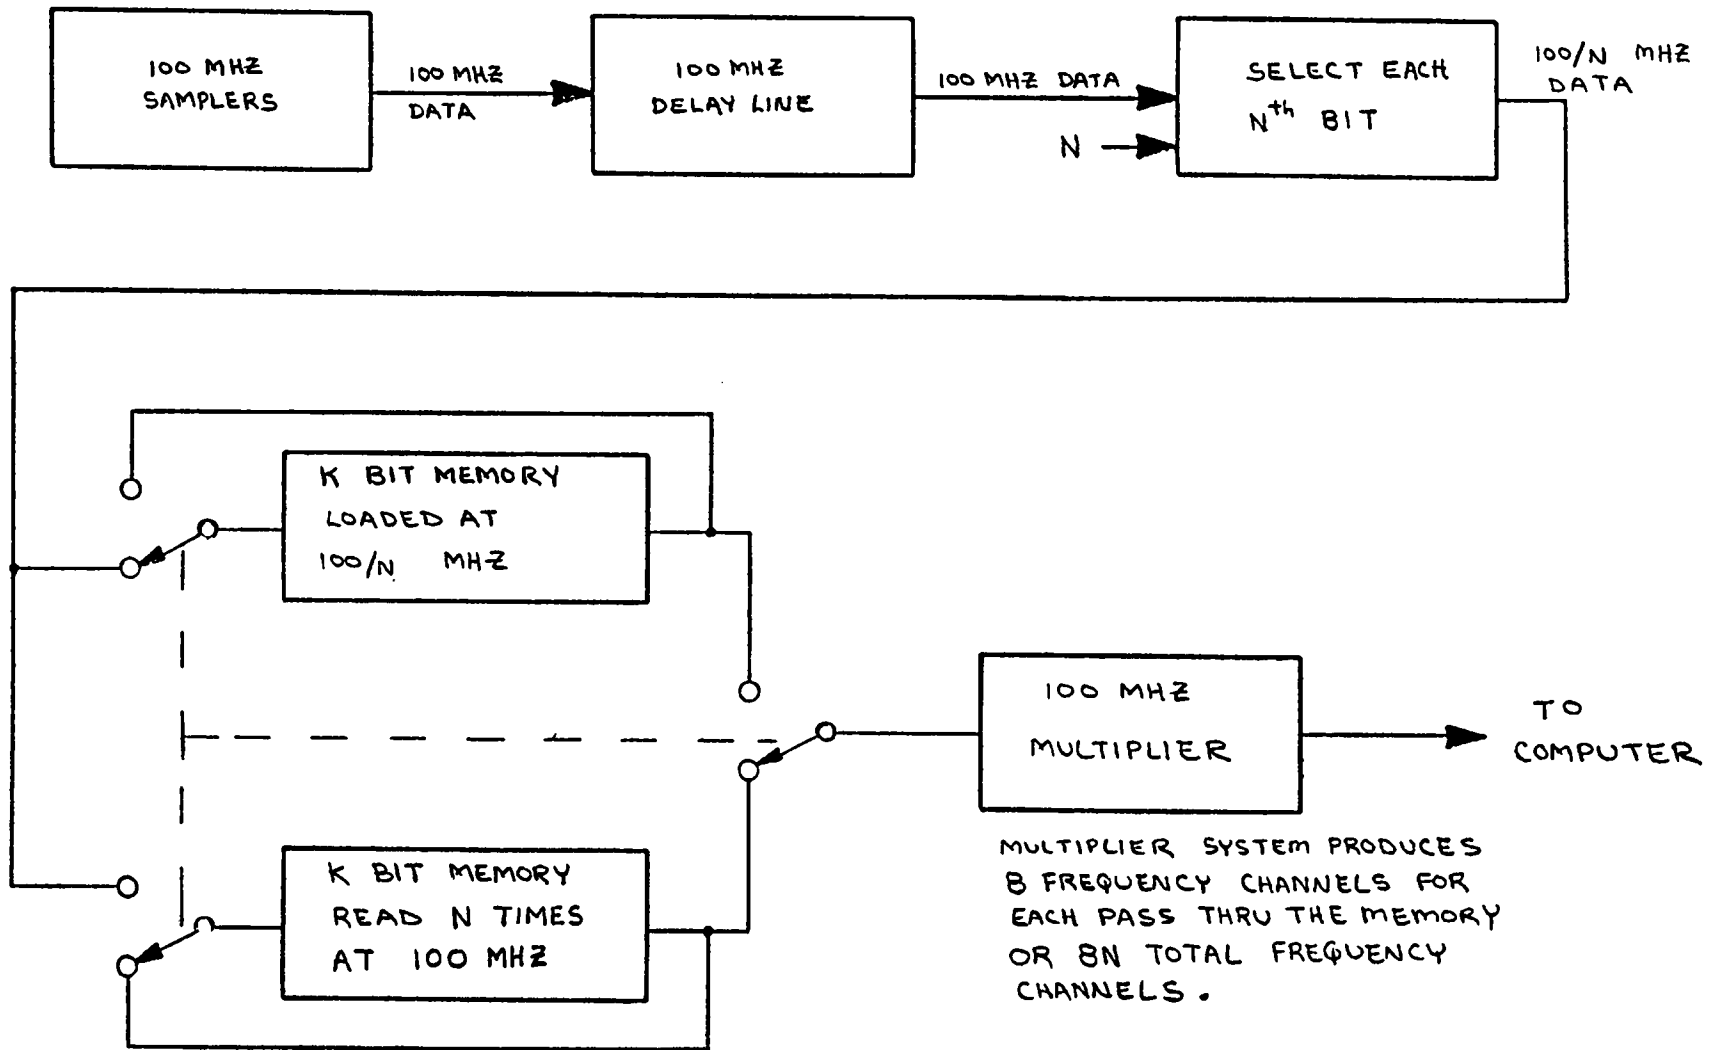 100 MHZ
SAMPLERS
100 MHZ
DATA
100 MHZ
DELAY LINE
100 MHZ DATA
N
SELECT EACH
Nth BIT
100/N MHZ
DATA
K BIT MEMORY
LOADED AT
100/N MHZ
K BIT MEMORY
READ N TIMES
AT 100 MHZ
100 MHZ
MULTIPLIER
TO
COMPUTER
MULTIPLIER SYSTEM PRODUCES
8 FREQUENCY CHANNELS FOR
EACH PASS THRU THE MEMORY
OR 8N TOTAL FREQUENCY
CHANNELS.